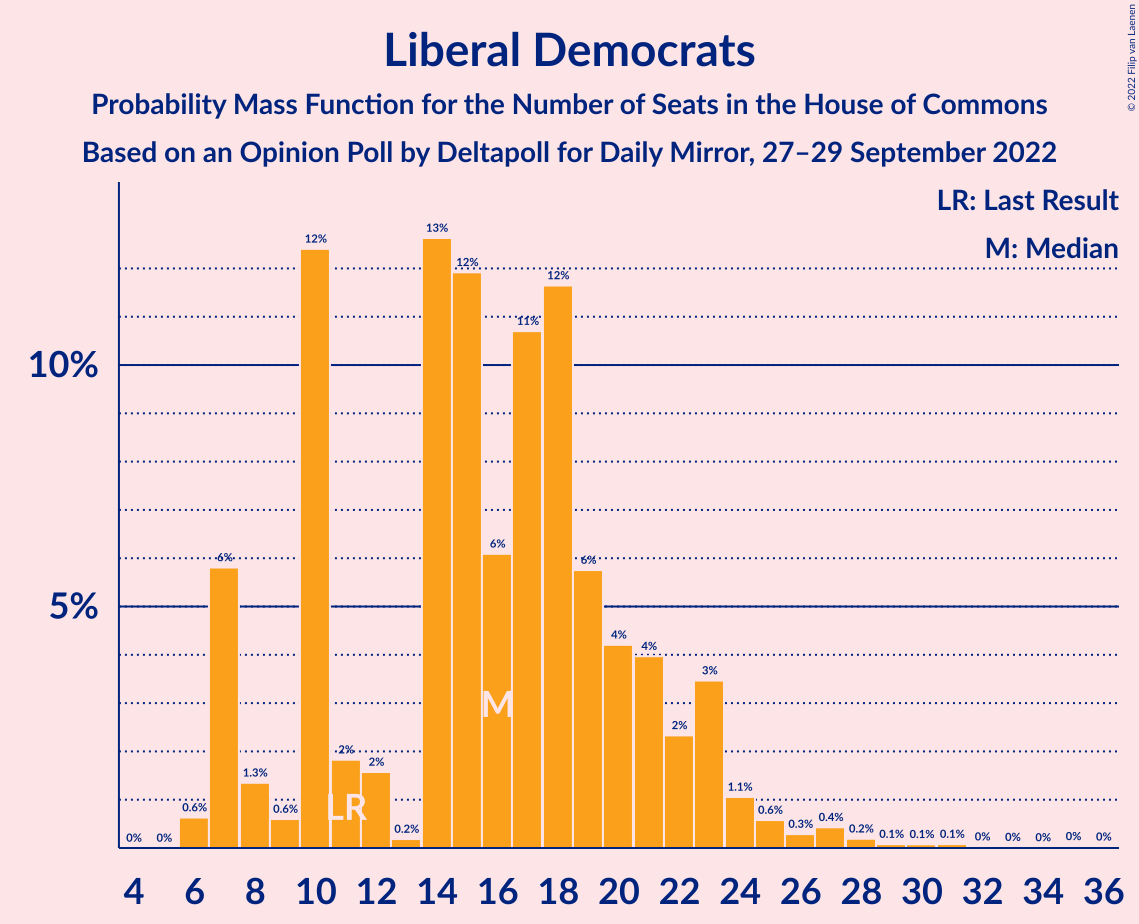 Liberal Democrats
Probability Mass Function for the Number of Seats in the House of Commons
Based on an Opinion Poll by Deltapoll for Daily Mirror, 27–29 September 2022
© 2022 Filip van Laenen
LR: Last Result
M: Median
10%
5%
0% 0% 0.6% 6% 1.3% 0.6% 12% 2% 2% 0.2% 13% 12% 6% 11% 12% 6% 4% 4% 2% 3% 1.1% 0.6% 0.3% 0.4% 0.2% 0.1% 0.1% 0.1% 0% 0% 0% 0% 0%
M
LR
4 6 8 10 12 14 16 18 20 22 24 26 28 30 32 34 36